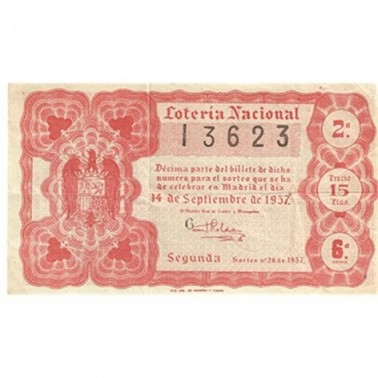 Lotería Nacional
2ª
13623
Décima parte del billete de dicho
número para el sorteo que se ha
de celebrar en Madrid el día
14 de Septiembre de 1957
Precio
15
Ptas.
Segunda
Sorteo nº 26 de 1957
6ª
SERIE